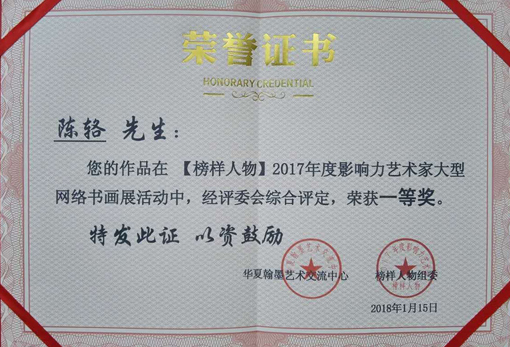 荣誉证书
HONORARY CREDENTIAL
陈辂 先生：
您的作品在【榜样人物】2017年度影响力艺术家大型
网络书画展活动中，经评委会综合评定，荣获一等奖。
特发此证 以资鼓励
华夏翰墨艺术交流中心 榜样人物组委
2018年1月15日